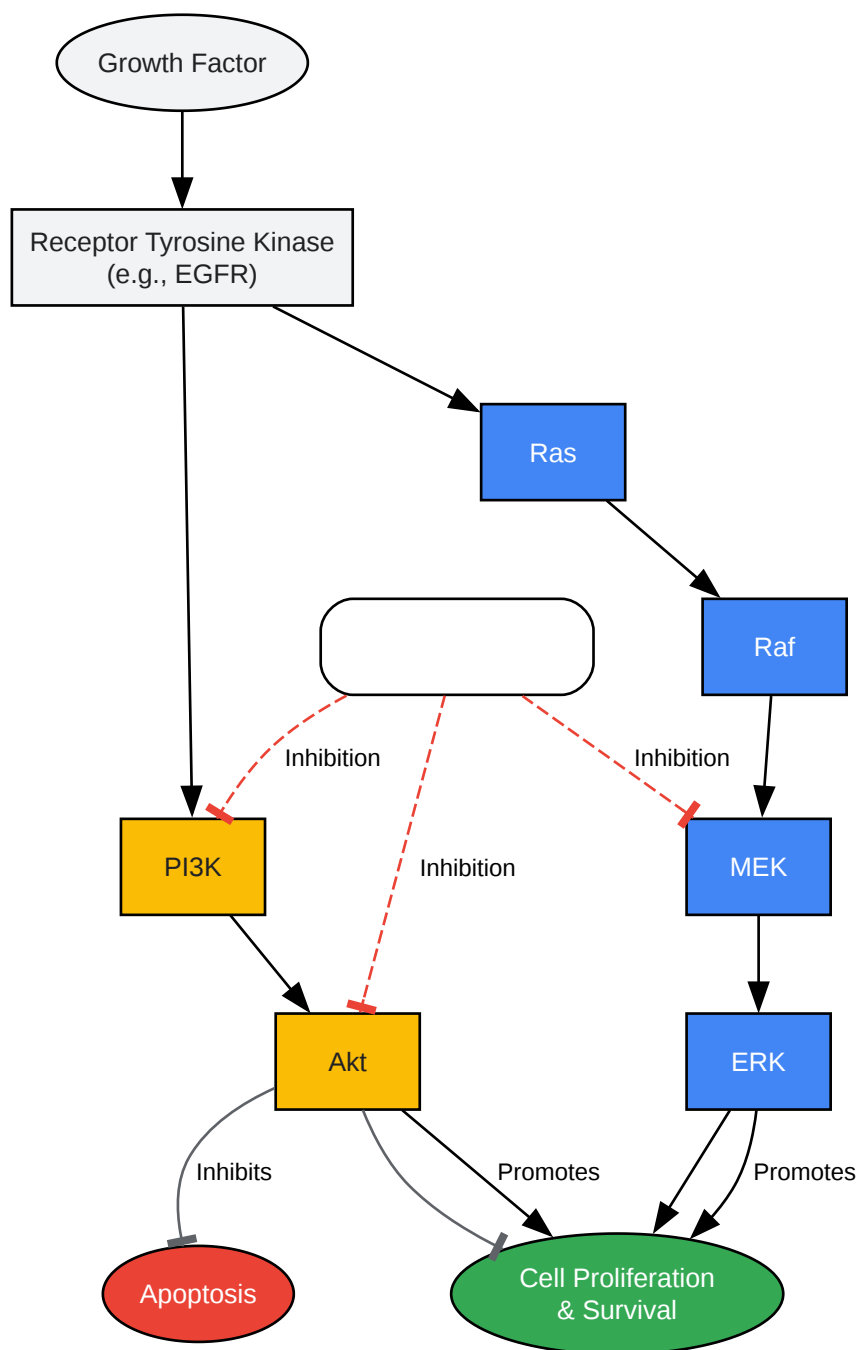 Growth Factor
Receptor Tyrosine Kinase
(e.g., EGFR)
Ras
Raf
Inhibition
Inhibition
PI3K
Inhibition
MEK
Akt
ERK
Inhibits
Promotes
Promotes
Apoptosis
Cell Proliferation
& Survival